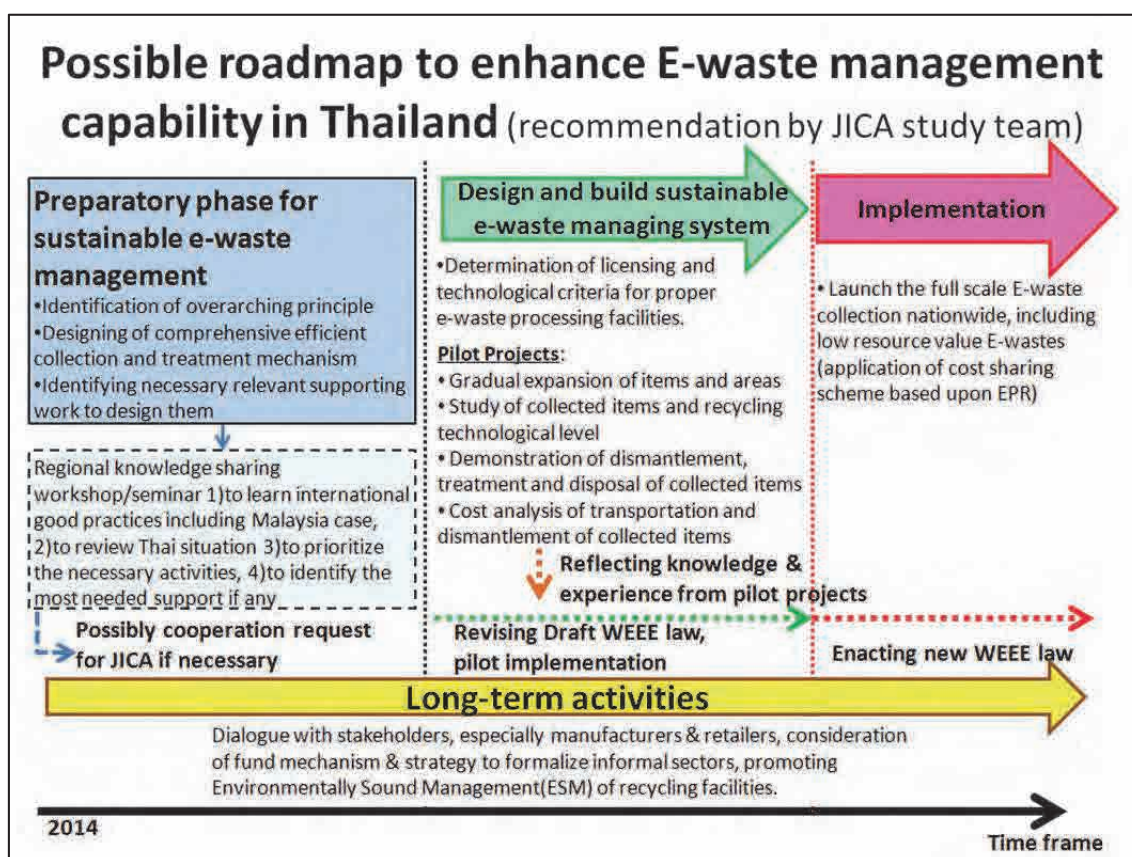 Possible roadmap to enhance E-waste management
capability in Thailand (recommendation by JICA study team)
Preparatory phase for
sustainable e-waste
management
•Identification of overarching principle
•Designing of comprehensive efficient
collection and treatment mechanism
•Identifying necessary relevant supporting
work to design them
Regional knowledge sharing
workshop/seminar 1)to learn international
good practices including Malaysia case,
2)to review Thai situation 3)to prioritize
the necessary activities, 4)to identify the
most needed support if any
Possibly cooperation request
for JICA if necessary
Design and build sustainable
e-waste managing system
•Determination of licensing and
technological criteria for proper
e-waste processing facilities.
Pilot Projects:
• Gradual expansion of items and areas
• Study of collected items and recycling
technological level
• Demonstration of dismantlement,
treatment and disposal of collected items
• Cost analysis of transportation and
dismantlement of collected items
Reflecting knowledge &
experience from pilot projects
Revising Draft WEEE law,
pilot implementation
Implementation
• Launch the full scale E-waste
collection nationwide, including
low resource value E-wastes
(application of cost sharing
scheme based upon EPR)
Enacting new WEEE law
Long-term activities
Dialogue with stakeholders, especially manufacturers & retailers, consideration
of fund mechanism & strategy to formalize informal sectors, promoting
Environmentally Sound Management(ESM) of recycling facilities.
2014
Time frame